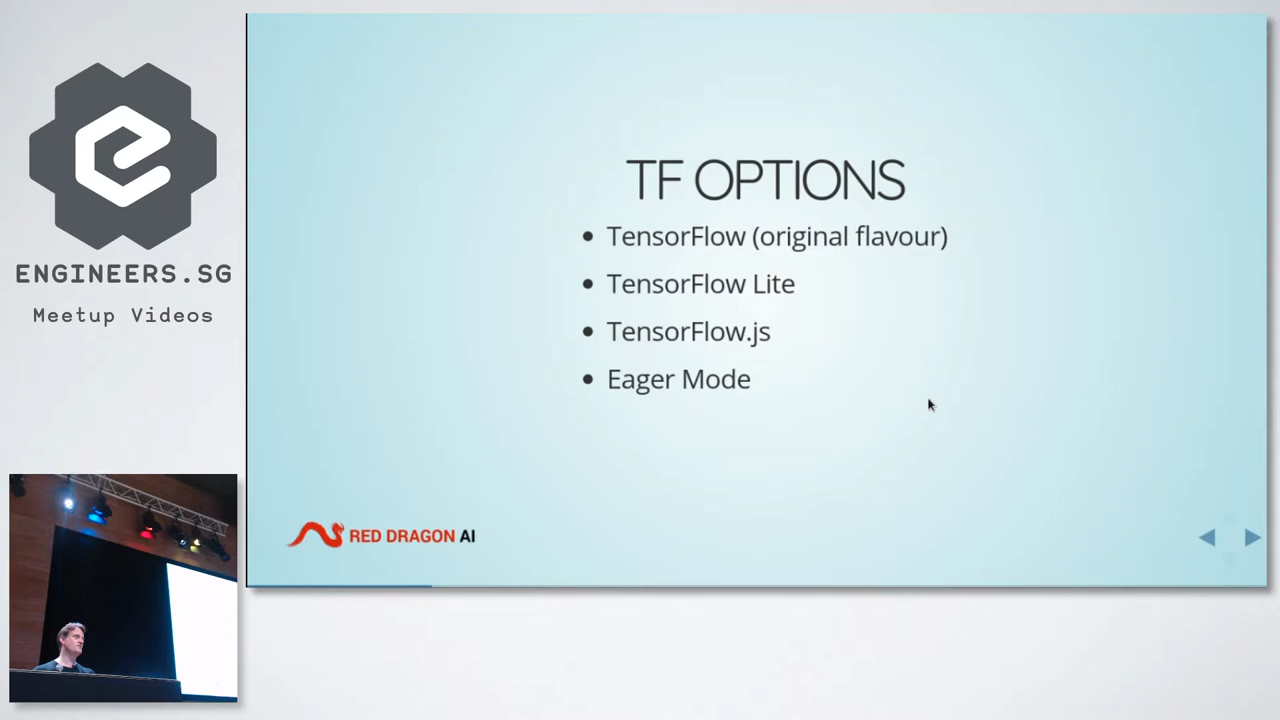 ENGINEERS.SG
Meetup Videos
TF OPTIONS
• TensorFlow (original flavour)
• TensorFlow Lite
• TensorFlow.js
• Eager Mode
RED DRAGON AI